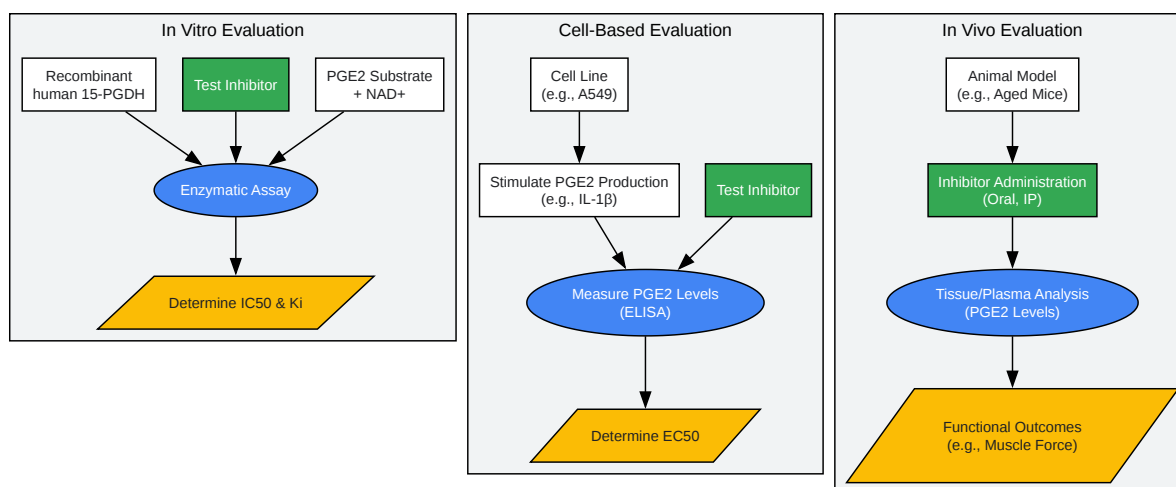 In Vitro Evaluation
Recombinant
human 15-PGDH
Test Inhibitor
PGE2 Substrate
+ NAD+
Enzymatic Assay
Determine IC50 & Ki
Cell-Based Evaluation
Cell Line
(e.g., A549)
Stimulate PGE2 Production
(e.g., IL-1β)
Test Inhibitor
Measure PGE2 Levels
(ELISA)
Determine EC50
In Vivo Evaluation
Animal Model
(e.g., Aged Mice)
Inhibitor Administration
(Oral, IP)
Tissue/Plasma Analysis
(PGE2 Levels)
Functional Outcomes
(e.g., Muscle Force)